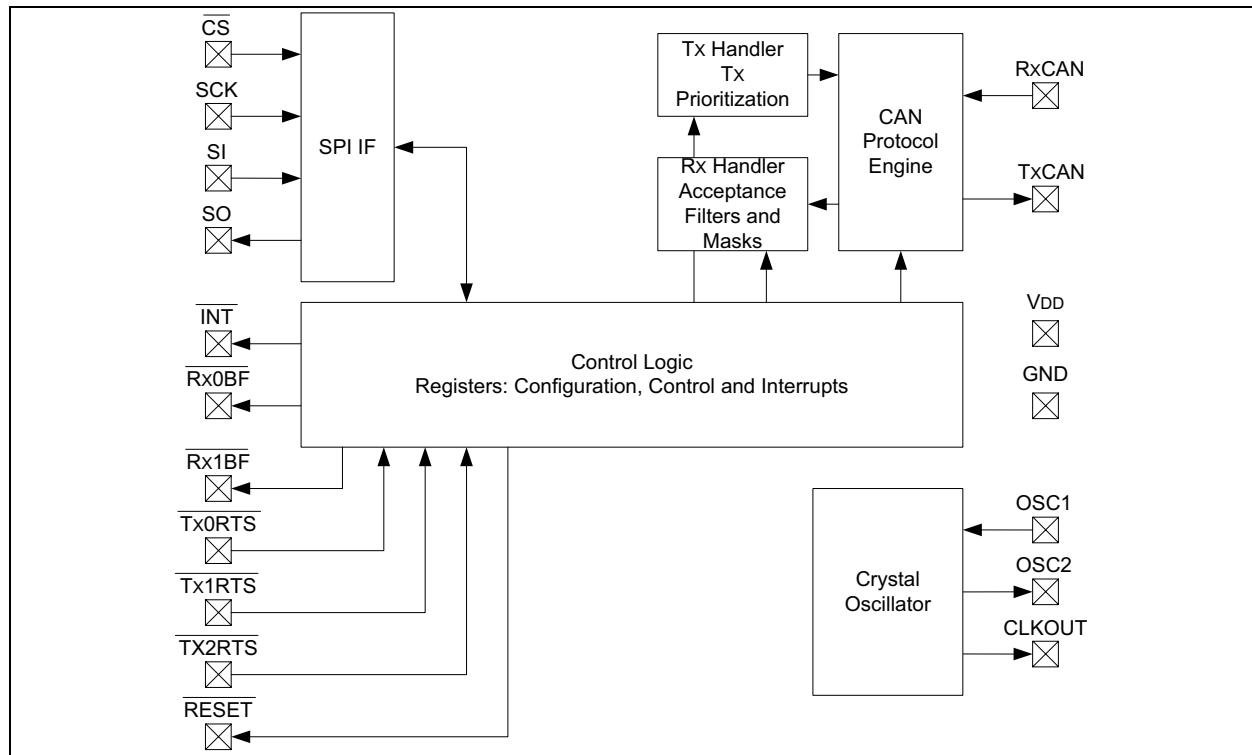 CS
SCK
SI
SO
INT
Rx0BF
Rx1BF
Tx0RTS
Tx1RTS
TX2RTS
RESET
SPI IF
Tx Handler
Tx
Prioritization
Rx Handler
Acceptance
Filters and
Masks
CAN
Protocol
Engine
RxCAN
TxCAN
VDD
GND
Control Logic
Registers: Configuration, Control and Interrupts
Crystal
Oscillator
OSC1
OSC2
CLKOUT